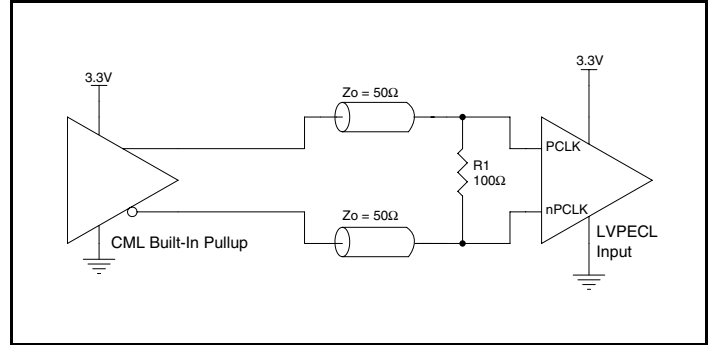 3.3V
3.3V
Zo = 50Ω
PCLK
R1
100Ω
Zo = 50Ω
nPCLK
CML Built-In Pullup
LVPECL
Input